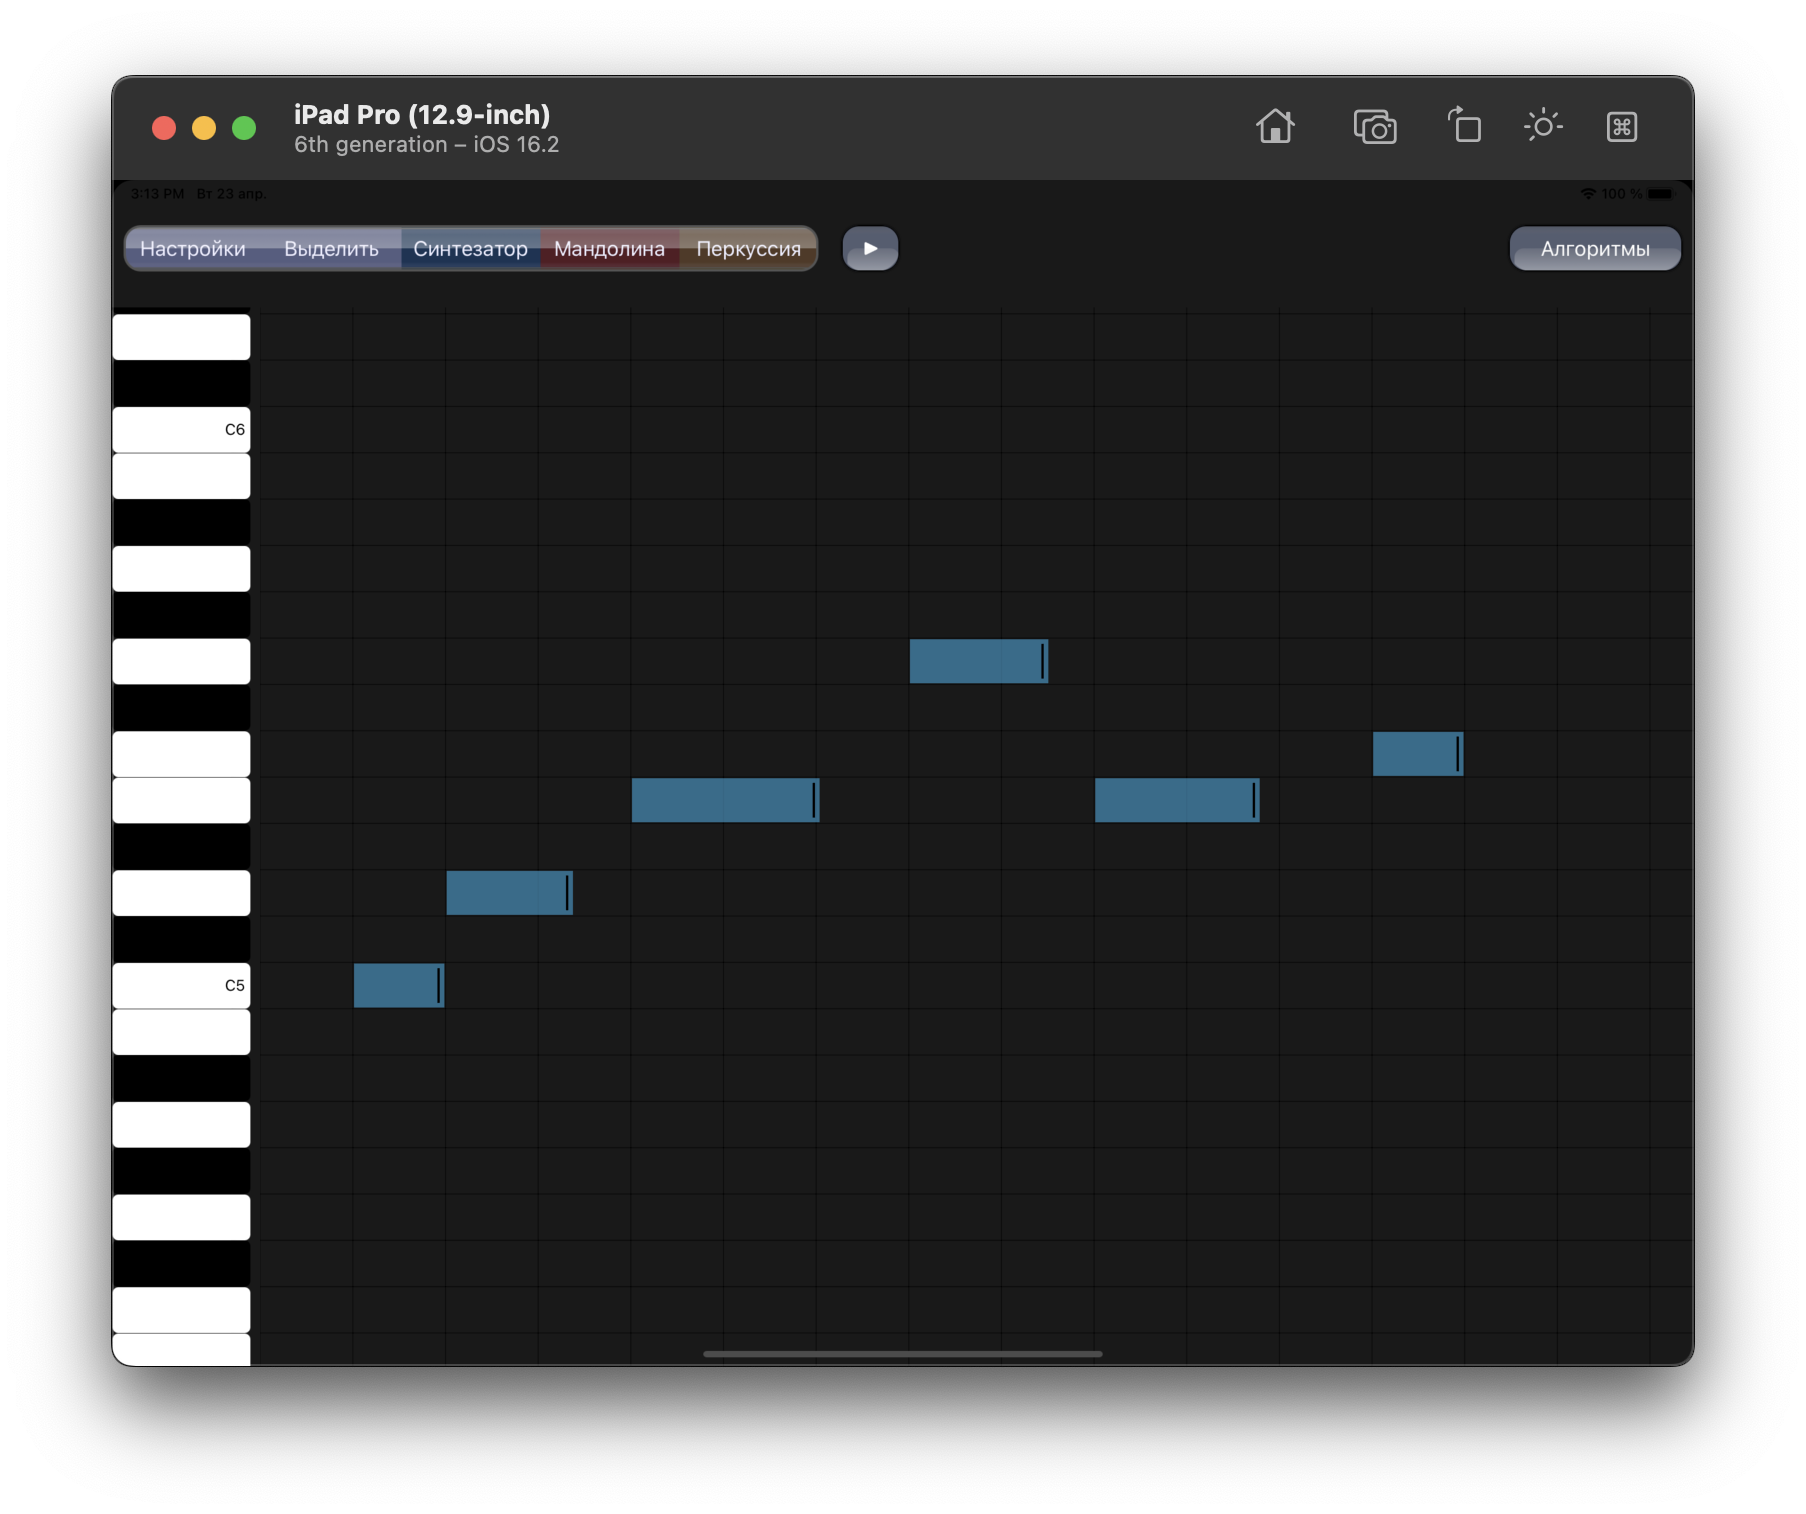 iPad Pro (12.9-inch)
6th generation – iOS 16.2
3:13 PM Вт 23 апр. 100 %
Настройки Выделить Синтезатор Мандолина Перкуссия Алгоритмы
C6
C5